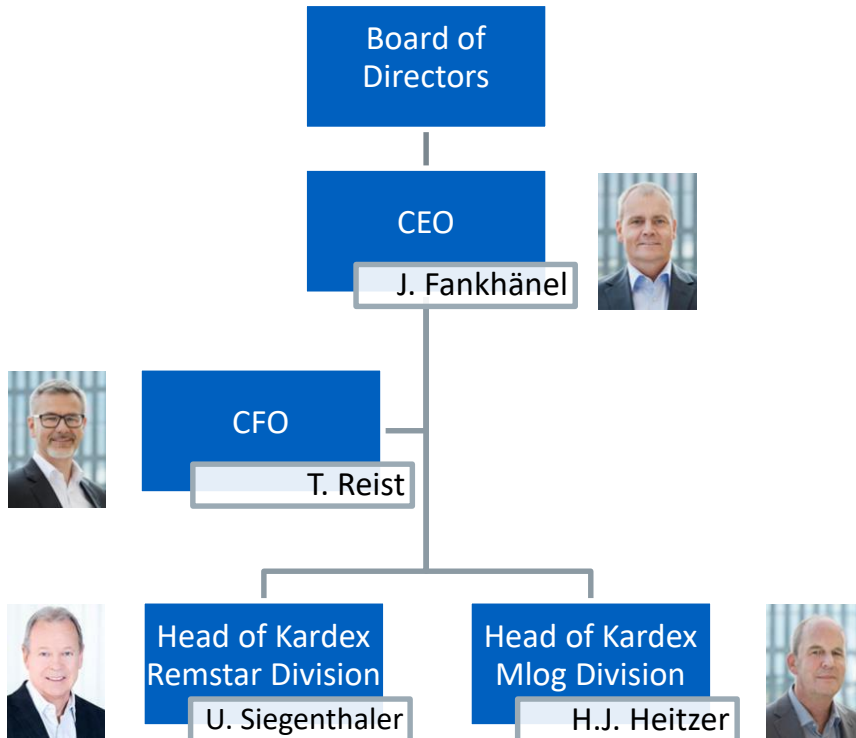 Board of
Directors
CEO
J. Fankhänel
CFO
T. Reist
Head of Kardex
Remstar Division
U. Siegenthaler
Head of Kardex
Mlog Division
H.J. Heitzer